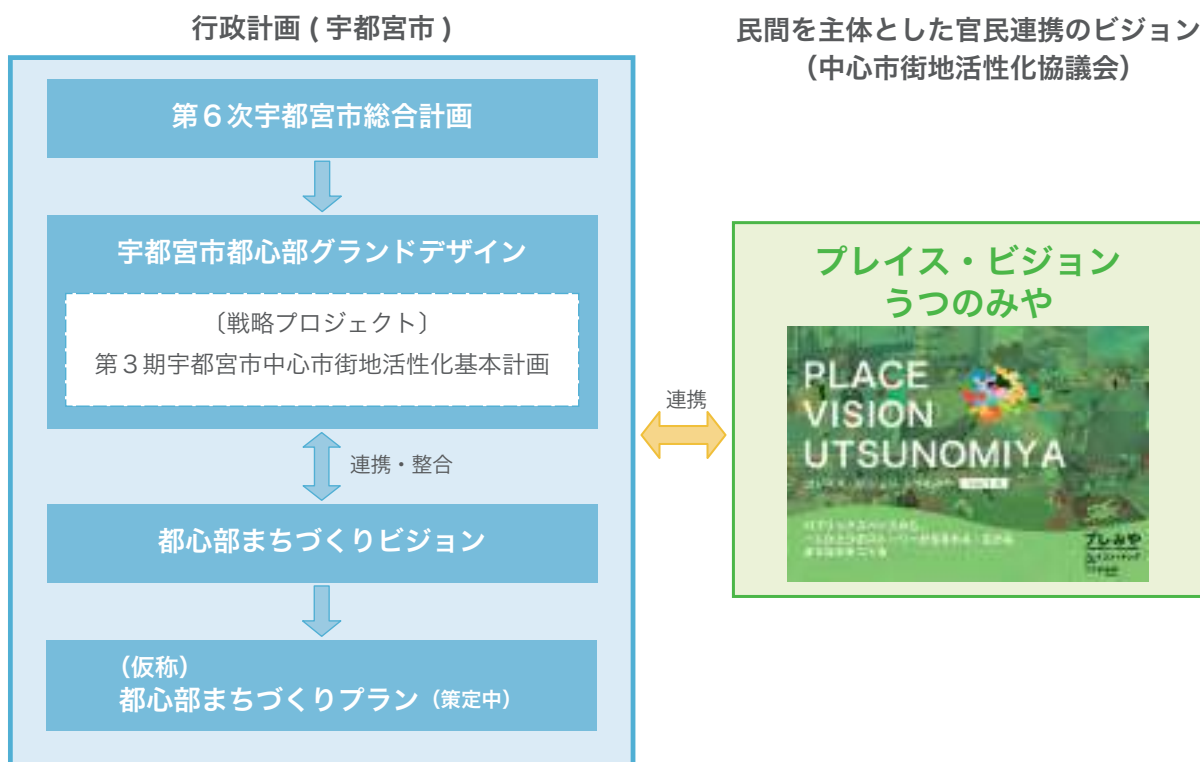 行政計画 ( 宇都宮市 )
第６次宇都宮市総合計画
宇都宮市都心部グランドデザイン
〔戦略プロジェクト〕
第３期宇都宮市中心市街地活性化基本計画
連携・整合
都心部まちづくりビジョン
（仮称）
都心部まちづくりプラン（策定中）
連携
民間を主体とした官民連携のビジョン
（中心市街地活性化協議会）
プレイス・ビジョン
うつのみや
PLACE
VISION
UTSUNOMIYA
プレみや